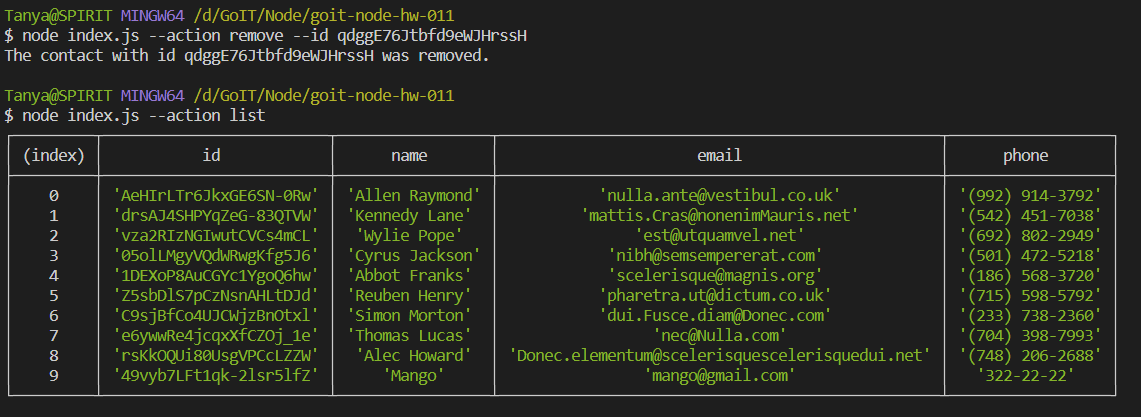 Tanya@SPIRIT MINGW64 /d/GoIT/Node/goit-node-hw-011
$ node index.js --action remove --id qdggE76Jtbfd9eWJHrssH
The contact with id qdggE76Jtbfd9eWJHrssH was removed.
Tanya@SPIRIT MINGW64 /d/GoIT/Node/goit-node-hw-011
$ node index.js --action list
(index) id name email phone
0 'AeHIrLTr6JkxGE6SN-0Rw' 'Allen Raymond' 'nulla.ante@vestibul.co.uk' '(992) 914-3792'
1 'drsAJ4SHPYqZeG-83QTVW' 'Kennedy Lane' 'mattis.Cras@nonenimMauris.net' '(542) 451-7038'
2 'vza2RIzNGIwutCVCs4mCL' 'Wylie Pope' 'est@utquamvel.net' '(692) 802-2949'
3 '05olLMgyVQdWRwgKfg5J6' 'Cyrus Jackson' 'nibh@semsempererat.com' '(501) 472-5218'
4 '1DEXoP8AuCGYc1YgoQ6hw' 'Abbot Franks' 'scelerisque@magnis.org' '(186) 568-3720'
5 'Z5sbDlS7pCzNsnAHLtDJd' 'Reuben Henry' 'pharetra.ut@dictum.co.uk' '(715) 598-5792'
6 'C9sjBfCo4UJCWjzBnOtxl' 'Simon Morton' 'dui.Fusce.diam@Donec.com' '(233) 738-2360'
7 'e6ywwRe4jcqxXfCZOj_1e' 'Thomas Lucas' 'nec@Nulla.com' '(704) 398-7993'
8 'rsKkOQUi80UsgVPCcLZZW' 'Alec Howard' 'Donec.elementum@scelerisquescelerisquedui.net' '(748) 206-2688'
9 '49vyb7LFt1qk-2lsr5lfZ' 'Mango' 'mango@gmail.com' '322-22-22'